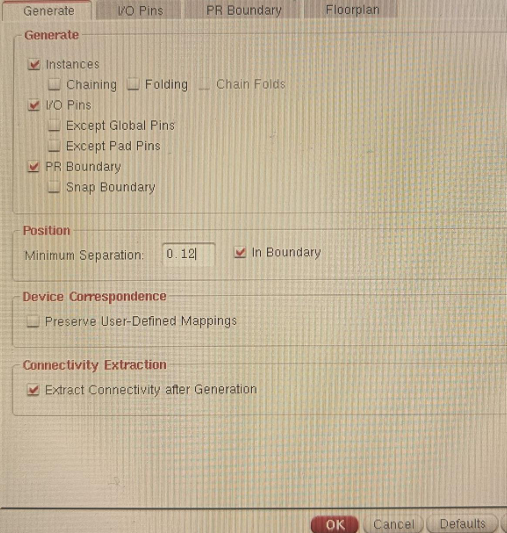 Generate I/O Pins PR Boundary Floorplan
Generate
Instances
Chaining Folding Chain Folds
I/O Pins
Except Global Pins
Except Pad Pins
PR Boundary
Snap Boundary
Position
Minimum Separation: 0.12 In Boundary
Device Correspondence
Preserve User-Defined Mappings
Connectivity Extraction
Extract Connectivity after Generation
OK Cancel Defaults